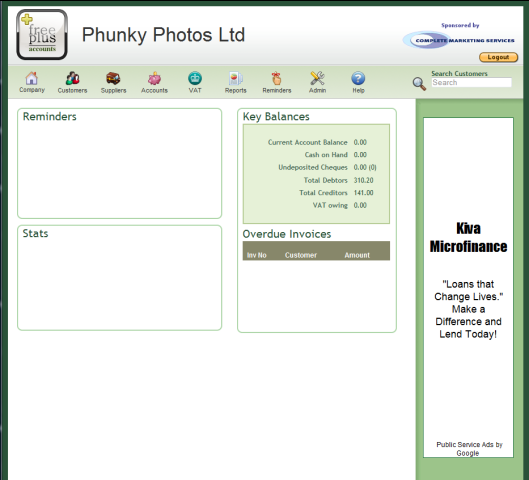 free
plus
accounts
Phunky Photos Ltd
Sponsored by
COMPLETE MARKETING SERVICES
Logout
Company
Customers
Suppliers
Accounts
VAT
Reports
Reminders
Admin
Help
Search Customers
Search
Reminders
Stats
Key Balances
Current Account Balance 0.00
Cash on Hand 0.00
Undeposited Cheques 0.00 (0)
Total Debtors 310.20
Total Creditors 141.00
VAT owing 0.00
Overdue Invoices
Inv No Customer Amount
Kiva
Microfinance
"Loans that
Change Lives."
Make a
Difference and
Lend Today!
Public Service Ads by
Google